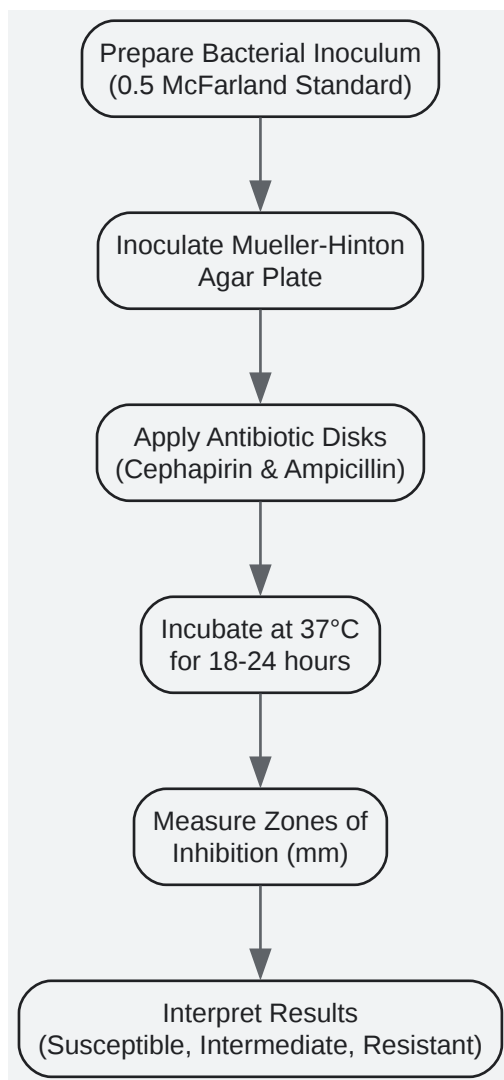 Prepare Bacterial Inoculum
(0.5 McFarland Standard)
Inoculate Mueller-Hinton
Agar Plate
Apply Antibiotic Disks
(Cephapirin & Ampicillin)
Incubate at 37°C
for 18-24 hours
Measure Zones of
Inhibition (mm)
Interpret Results
(Susceptible, Intermediate, Resistant)